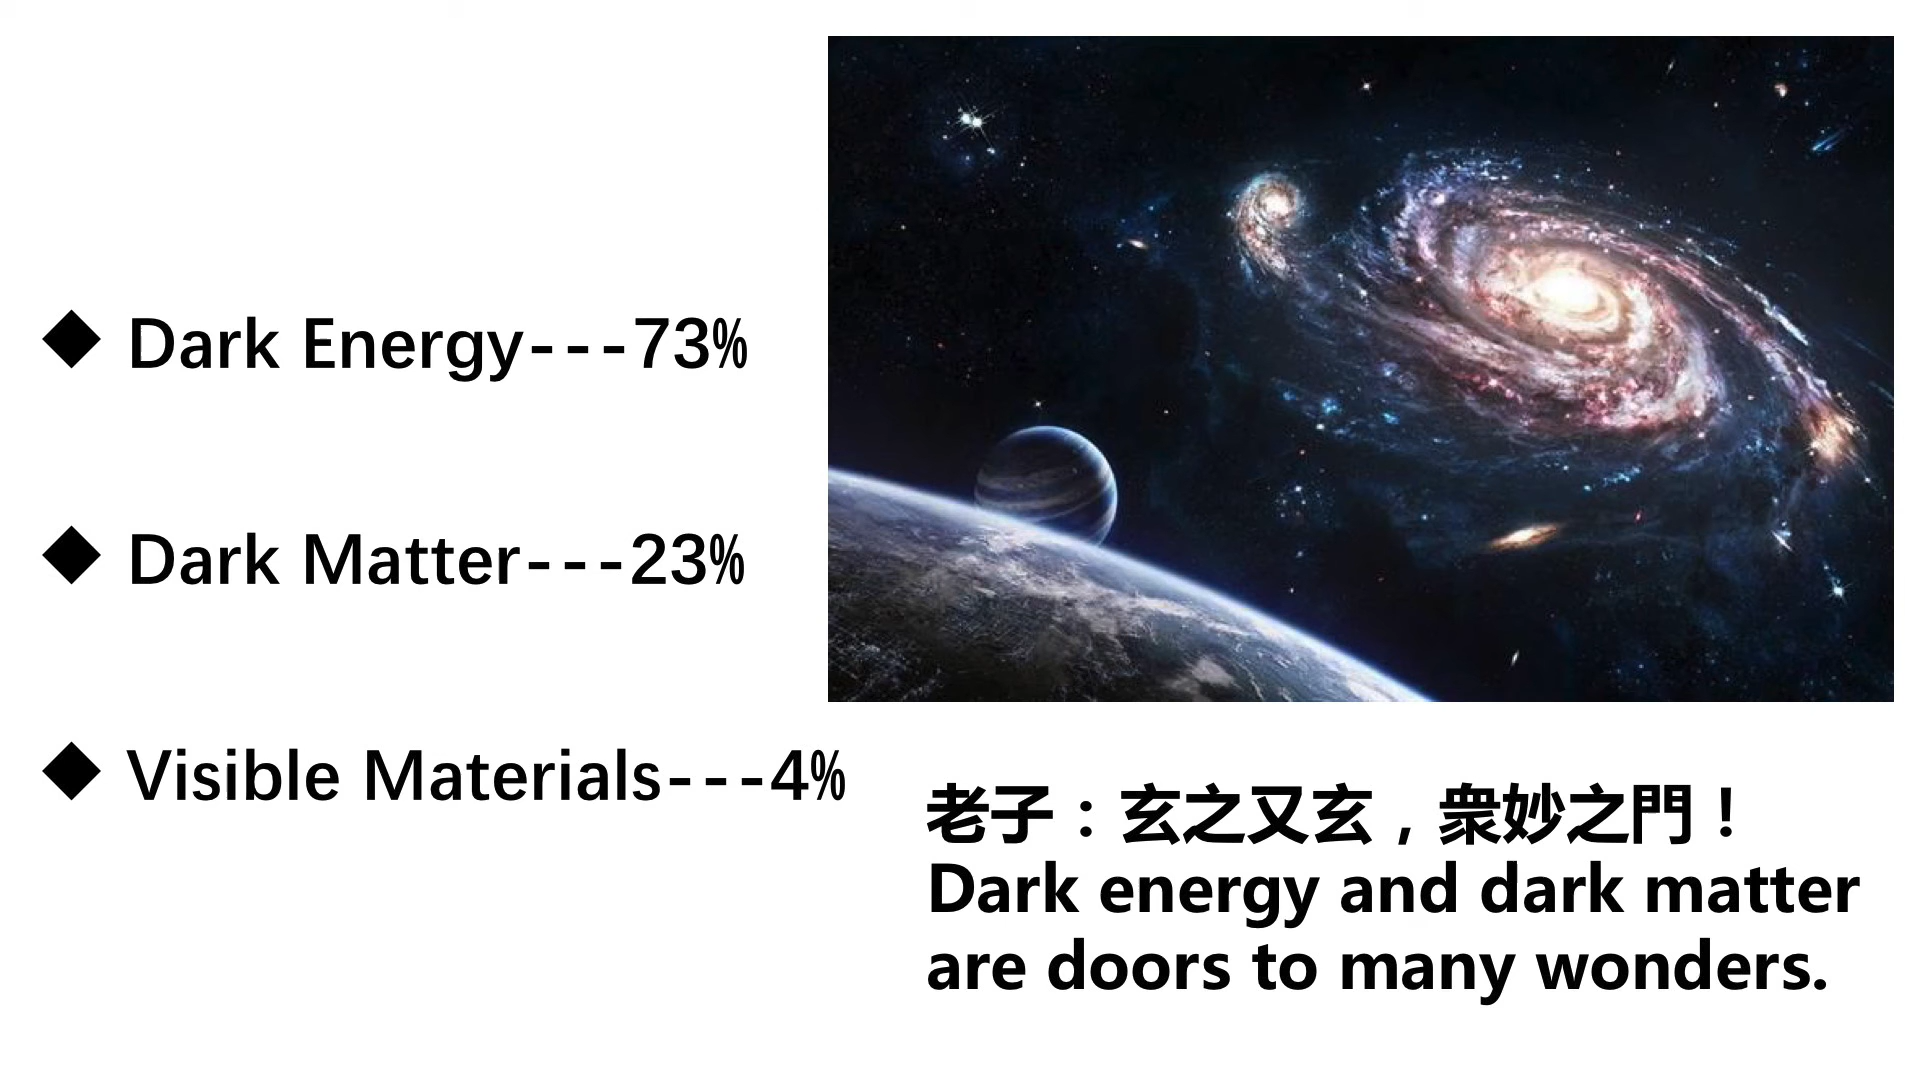 ◆ Dark Energy---73%
◆ Dark Matter---23%
◆ Visible Materials---4%
老子：玄之又玄，衆妙之門！
Dark energy and dark matter
are doors to many wonders.